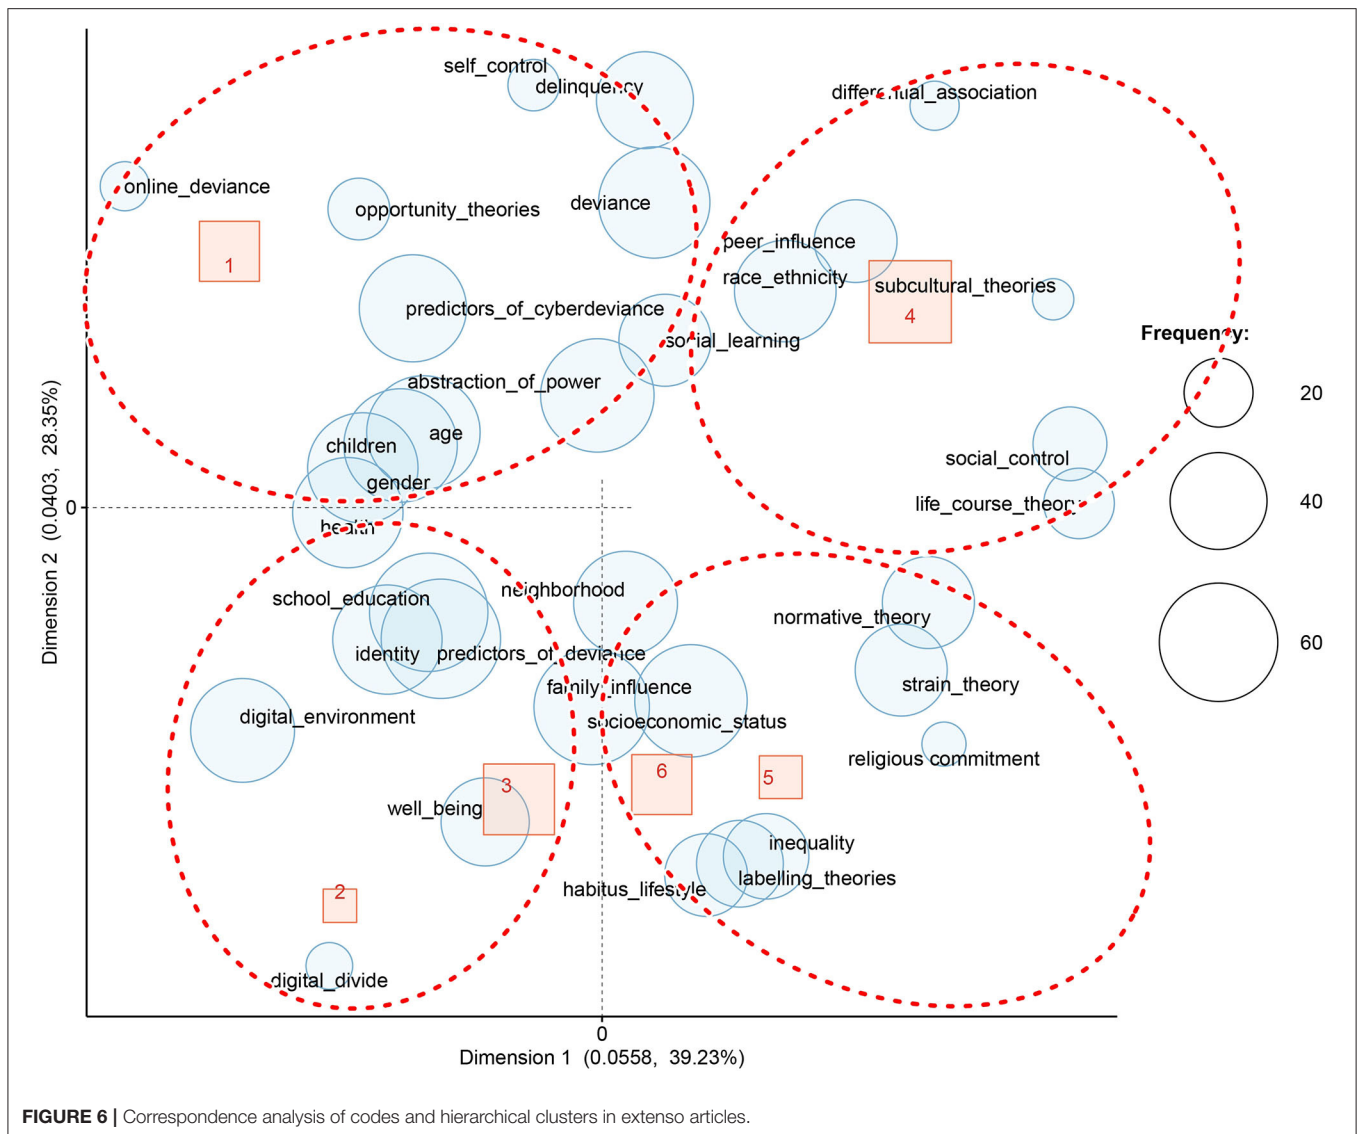 self_control
delinquency
differential_association
online_deviance
opportunity_theories
deviance
1
peer_influence
race_ethnicity
subcultural_theories
4
predictors_of_cyberdeviance
social_learning
Frequency:
20
abstraction_of_power
age
children
social_control
gender
life_course_theory
40
0
health
neighborhood
school_education
normative_theory
identity
predictors_of_deviance
60
family_influence
strain_theory
digital_environment
socioeconomic_status
religious commitment
3
6
5
well_being
inequality
labelling_theories
habitus_lifestyle
2
digital_divide
0
Dimension 1 (0.0558, 39.23%)
Dimension 2 (0.0403, 28.35%)
FIGURE 6 | Correspondence analysis of codes and hierarchical clusters in extenso articles.